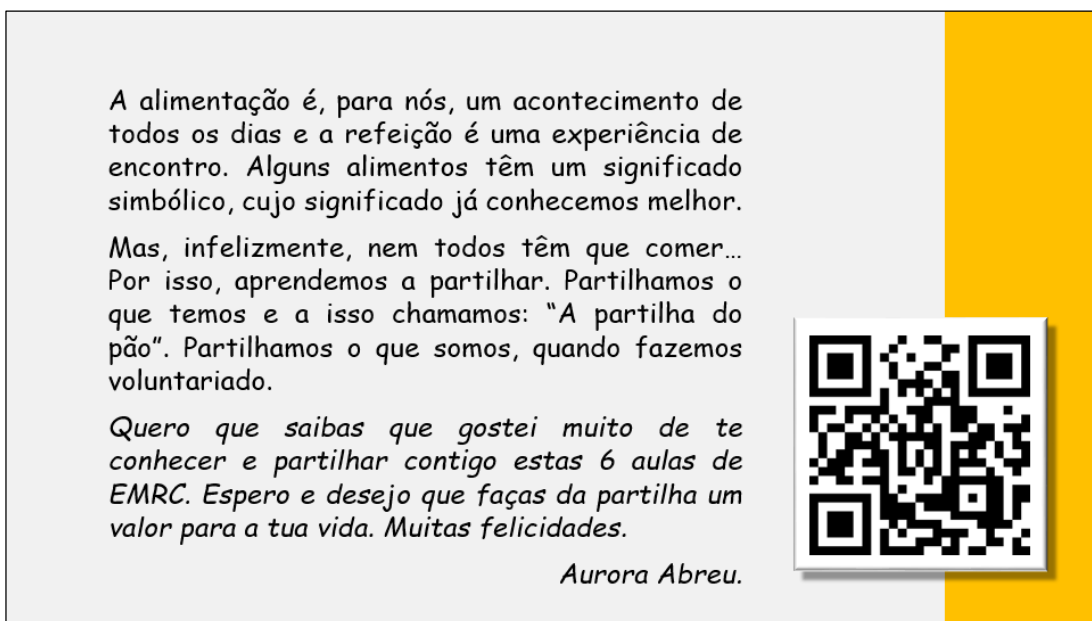 A alimentação é, para nós, um acontecimento de
todos os dias e a refeição é uma experiência de
encontro. Alguns alimentos têm um significado
simbólico, cujo significado já conhecemos melhor.
Mas, infelizmente, nem todos têm que comer…
Por isso, aprendemos a partilhar. Partilhamos o
que temos e a isso chamamos: “A partilha do
pão”. Partilhamos o que somos, quando fazemos
voluntariado.
Quero que saibas que gostei muito de te
conhecer e partilhar contigo estas 6 aulas de
EMRC. Espero e desejo que faças da partilha um
valor para a tua vida. Muitas felicidades.
Aurora Abreu.